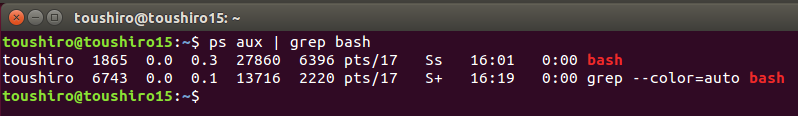 toushiro@toushiro15: ~
toushiro@toushiro15:~$ ps aux | grep bash
toushiro  1865  0.0  0.3  27860  6396 pts/17   Ss   16:01   0:00 bash
toushiro  6743  0.0  0.1  13716  2220 pts/17   S+   16:19   0:00 grep --color=auto bash
toushiro@toushiro15:~$